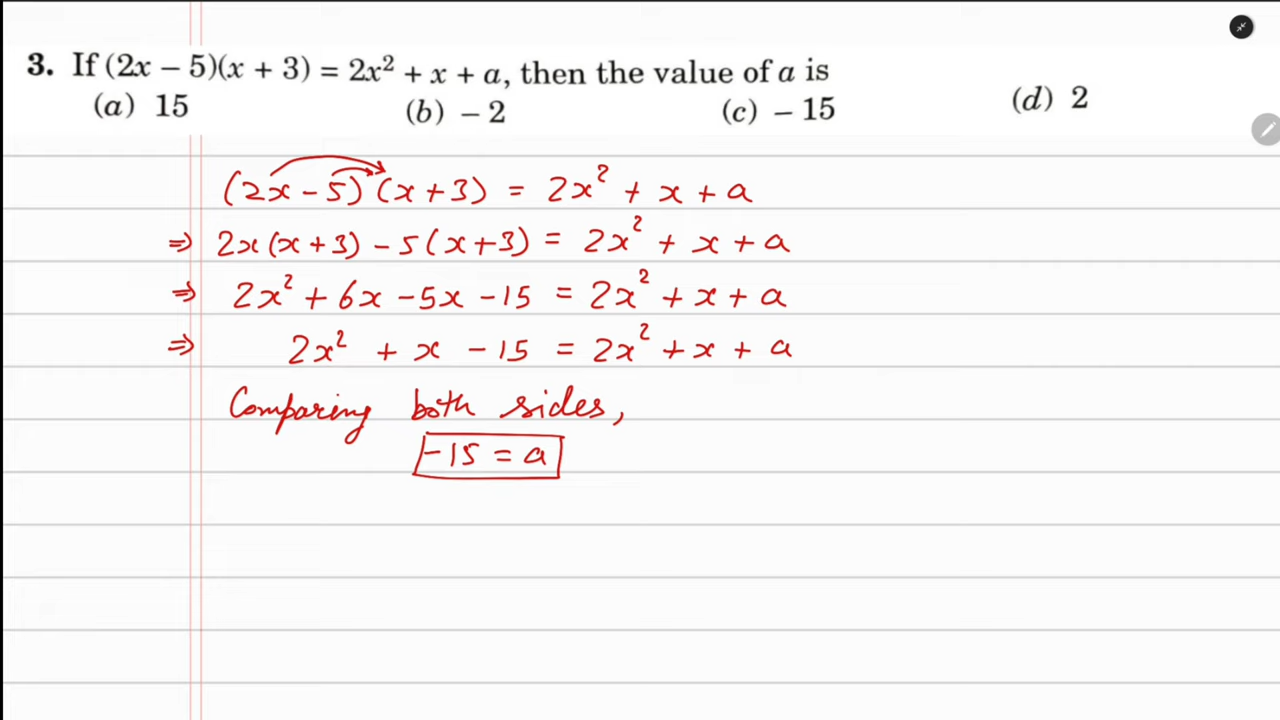 3. If (2x – 5)(x + 3) = 2x² + x + a, then the value of a is
(a) 15 (b) – 2 (c) – 15 (d) 2
(2x – 5)(x + 3) = 2x² + x + a
⇒ 2x(x + 3) – 5(x + 3) = 2x² + x + a
⇒ 2x² + 6x – 5x – 15 = 2x² + x + a
⇒ 2x² + x – 15 = 2x² + x + a
Comparing both sides,
–15 = a